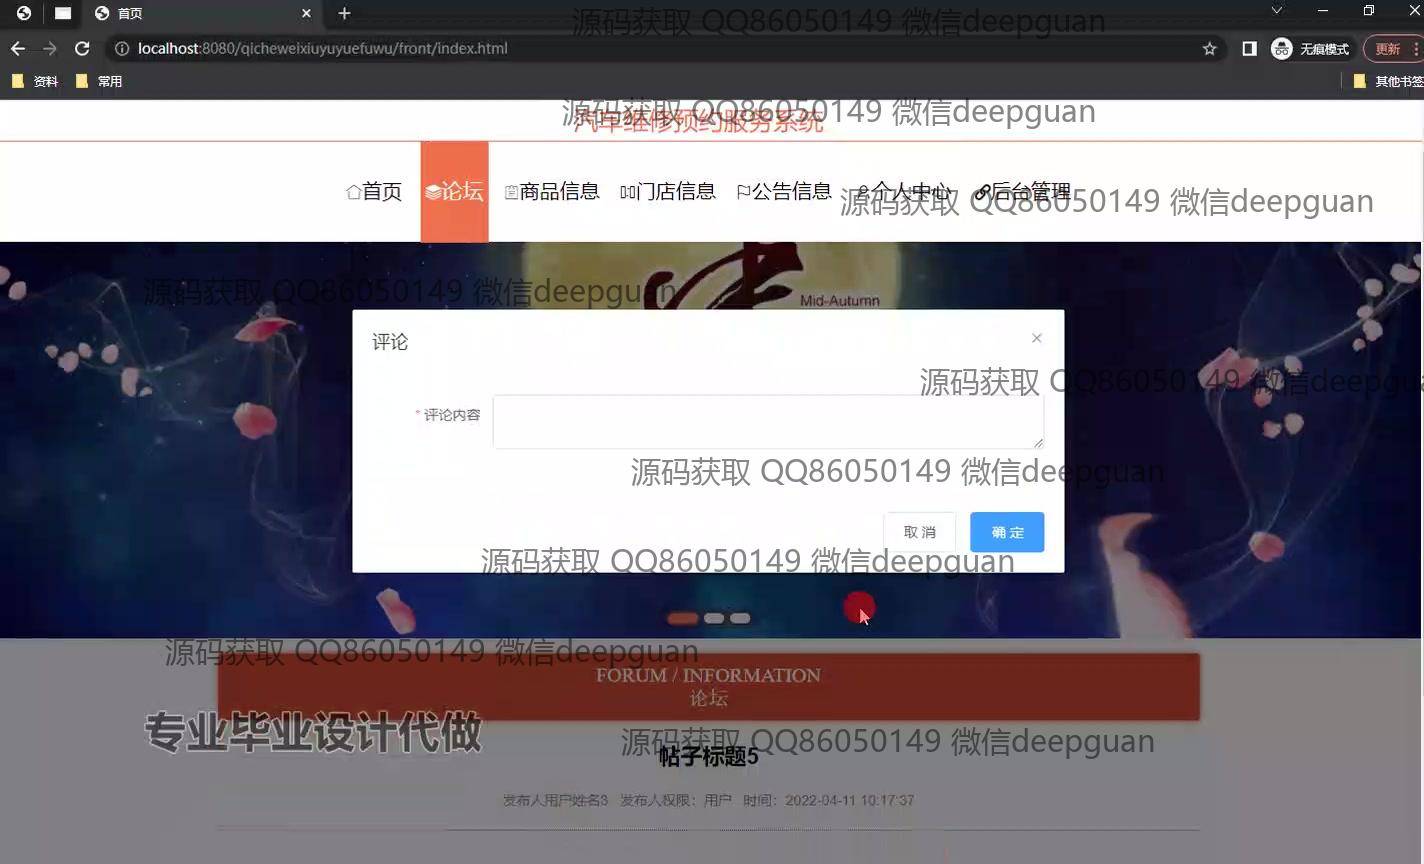 首页
localhost:8080/qicheweixiuyuyuefuwu/front/index.html
无痕模式
更新
资料
常用
其他书签
源码获取 QQ86050149 微信deepguan
源码获取 QQ86050149 微信deepguan
汽车维修预约服务系统
首页
论坛
商品信息
门店信息
公告信息
个人中心
后台管理
源码获取 QQ86050149 微信deepguan
源码获取 QQ86050149 微信deepguan
Mid-Autumn
评论
源码获取 QQ86050149 微信deepgua
* 评论内容
源码获取 QQ86050149 微信deepguan
取 消
确 定
源码获取 QQ86050149 微信deepguan
源码获取 QQ86050149 微信deepguan
FORUM / INFORMATION
论坛
专业毕业设计代做
源码获取 QQ86050149 微信deepguan
帖子标题5
发布人用户姓名3 发布人权限：用户 时间：2022-04-11 10:17:37